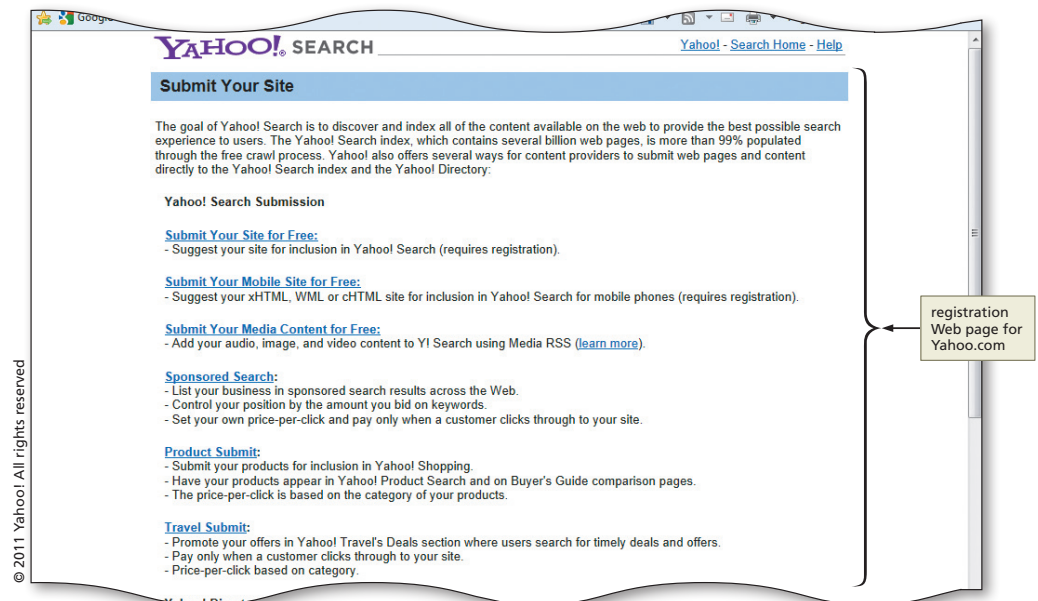 YAHOO!® SEARCH
Yahoo! - Search Home - Help
Submit Your Site
The goal of Yahoo! Search is to discover and index all of the content available on the web to provide the best possible search
experience to users. The Yahoo! Search index, which contains several billion web pages, is more than 99% populated
through the free crawl process. Yahoo! also offers several ways for content providers to submit web pages and content
directly to the Yahoo! Search index and the Yahoo! Directory:
Yahoo! Search Submission
Submit Your Site for Free:
- Suggest your site for inclusion in Yahoo! Search (requires registration).
Submit Your Mobile Site for Free:
- Suggest your xHTML, WML or cHTML site for inclusion in Yahoo! Search for mobile phones (requires registration).
Submit Your Media Content for Free:
- Add your audio, image, and video content to Y! Search using Media RSS (learn more).
Sponsored Search:
- List your business in sponsored search results across the Web.
- Control your position by the amount you bid on keywords.
- Set your own price-per-click and pay only when a customer clicks through to your site.
Product Submit:
- Submit your products for inclusion in Yahoo! Shopping.
- Have your products appear in Yahoo! Product Search and on Buyer's Guide comparison pages.
- The price-per-click is based on the category of your products.
Travel Submit:
- Promote your offers in Yahoo! Travel's Deals section where users search for timely deals and offers.
- Pay only when a customer clicks through to your site.
- Price-per-click based on category.
registration
Web page for
Yahoo.com
© 2011 Yahoo! All rights reserved